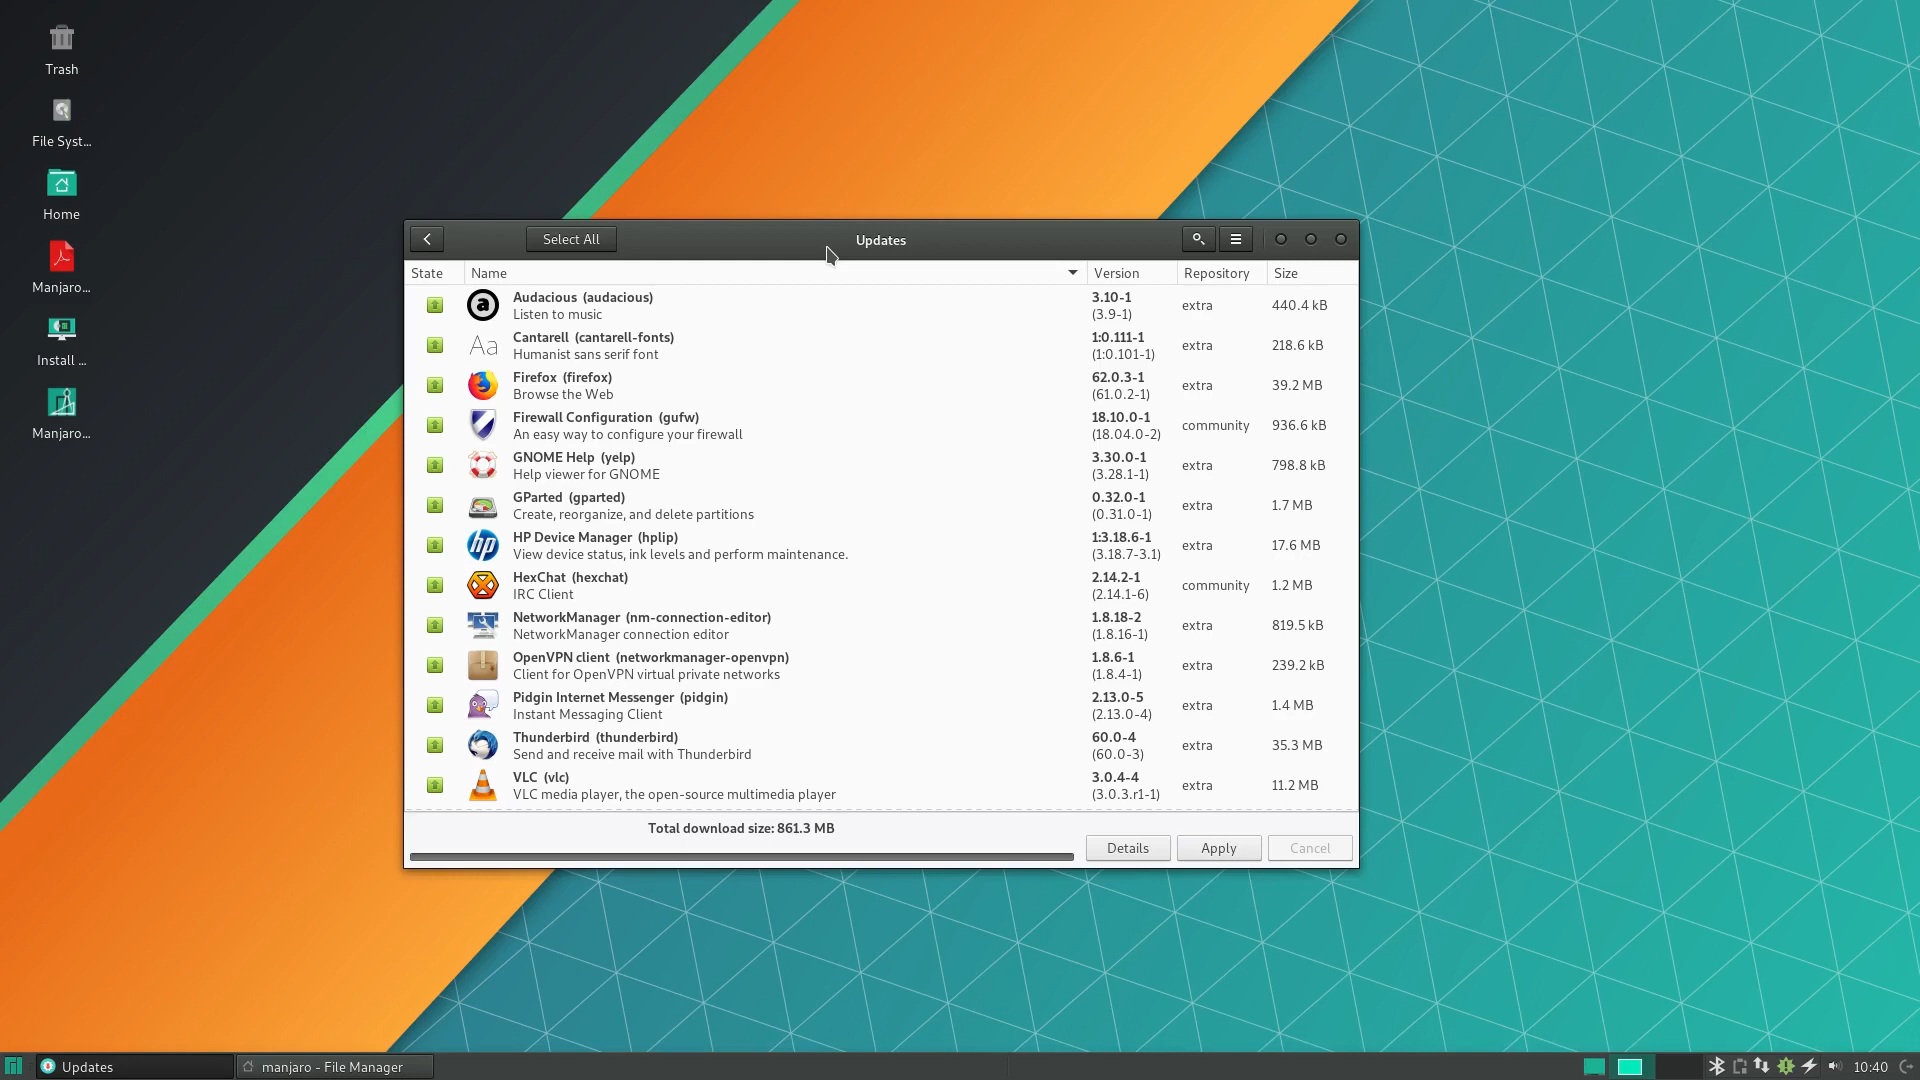 Trash
File Syst...
Home
Manjaro...
Install ...
Manjaro...
Select All
Updates
State Name Version Repository Size
Audacious (audacious) 3.10-1
Listen to music (3.9-1) extra 440.4 kB
Cantarell (cantarell-fonts) 1:0.111-1
Humanist sans serif font (1:0.101-1) extra 218.6 kB
Firefox (firefox) 62.0.3-1
Browse the Web (61.0.2-1) extra 39.2 MB
Firewall Configuration (gufw) 18.10.0-1
An easy way to configure your firewall (18.04.0-2) community 936.6 kB
GNOME Help (yelp) 3.30.0-1
Help viewer for GNOME (3.28.1-1) extra 798.8 kB
GParted (gparted) 0.32.0-1
Create, reorganize, and delete partitions (0.31.0-1) extra 1.7 MB
HP Device Manager (hplip) 1:3.18.6-1
View device status, ink levels and perform maintenance. (3.18.7-3.1) extra 17.6 MB
HexChat (hexchat) 2.14.2-1
IRC Client (2.14.1-6) community 1.2 MB
NetworkManager (nm-connection-editor) 1.8.18-2
NetworkManager connection editor (1.8.16-1) extra 819.5 kB
OpenVPN client (networkmanager-openvpn) 1.8.6-1
Client for OpenVPN virtual private networks (1.8.4-1) extra 239.2 kB
Pidgin Internet Messenger (pidgin) 2.13.0-5
Instant Messaging Client (2.13.0-4) extra 1.4 MB
Thunderbird (thunderbird) 60.0-4
Send and receive mail with Thunderbird (60.0-3) extra 35.3 MB
VLC (vlc) 3.0.4-4
VLC media player, the open-source multimedia player (3.0.3.r1-1) extra 11.2 MB
Total download size: 861.3 MB
Details Apply Cancel
Updates
manjaro - File Manager
10:40